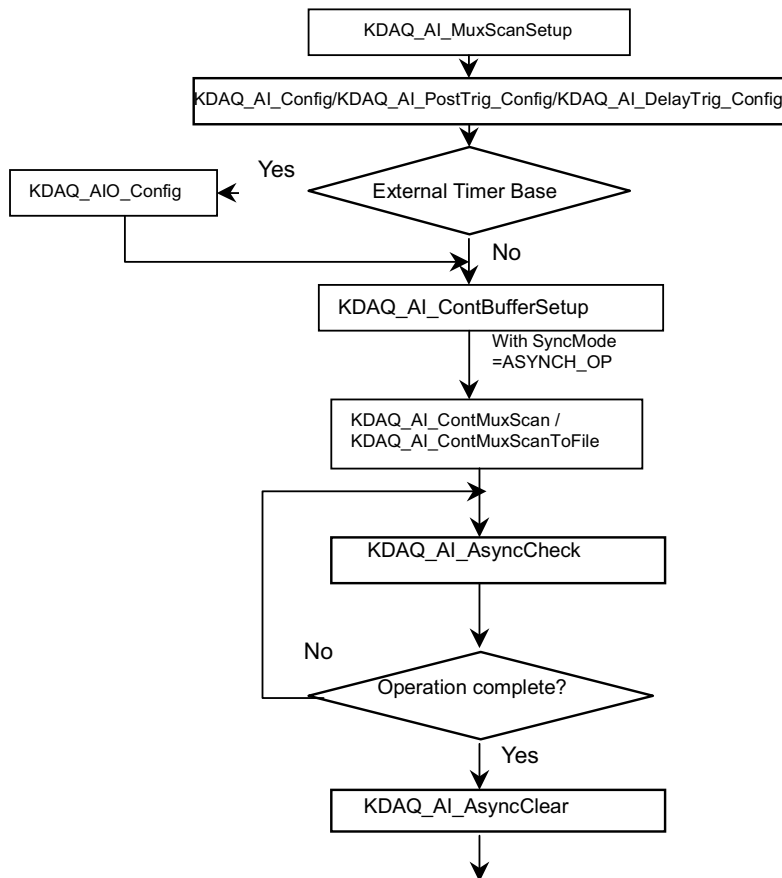 KDAQ_AI_MuxScanSetup
KDAQ_AI_Config/KDAQ_AI_PostTrig_Config/KDAQ_AI_DelayTrig_Config
Yes
KDAQ_AIO_Config
External Timer Base
No
KDAQ_AI_ContBufferSetup
With SyncMode
=ASYNCH_OP
KDAQ_AI_ContMuxScan /
KDAQ_AI_ContMuxScanToFile
KDAQ_AI_AsyncCheck
No
Operation complete?
Yes
KDAQ_AI_AsyncClear